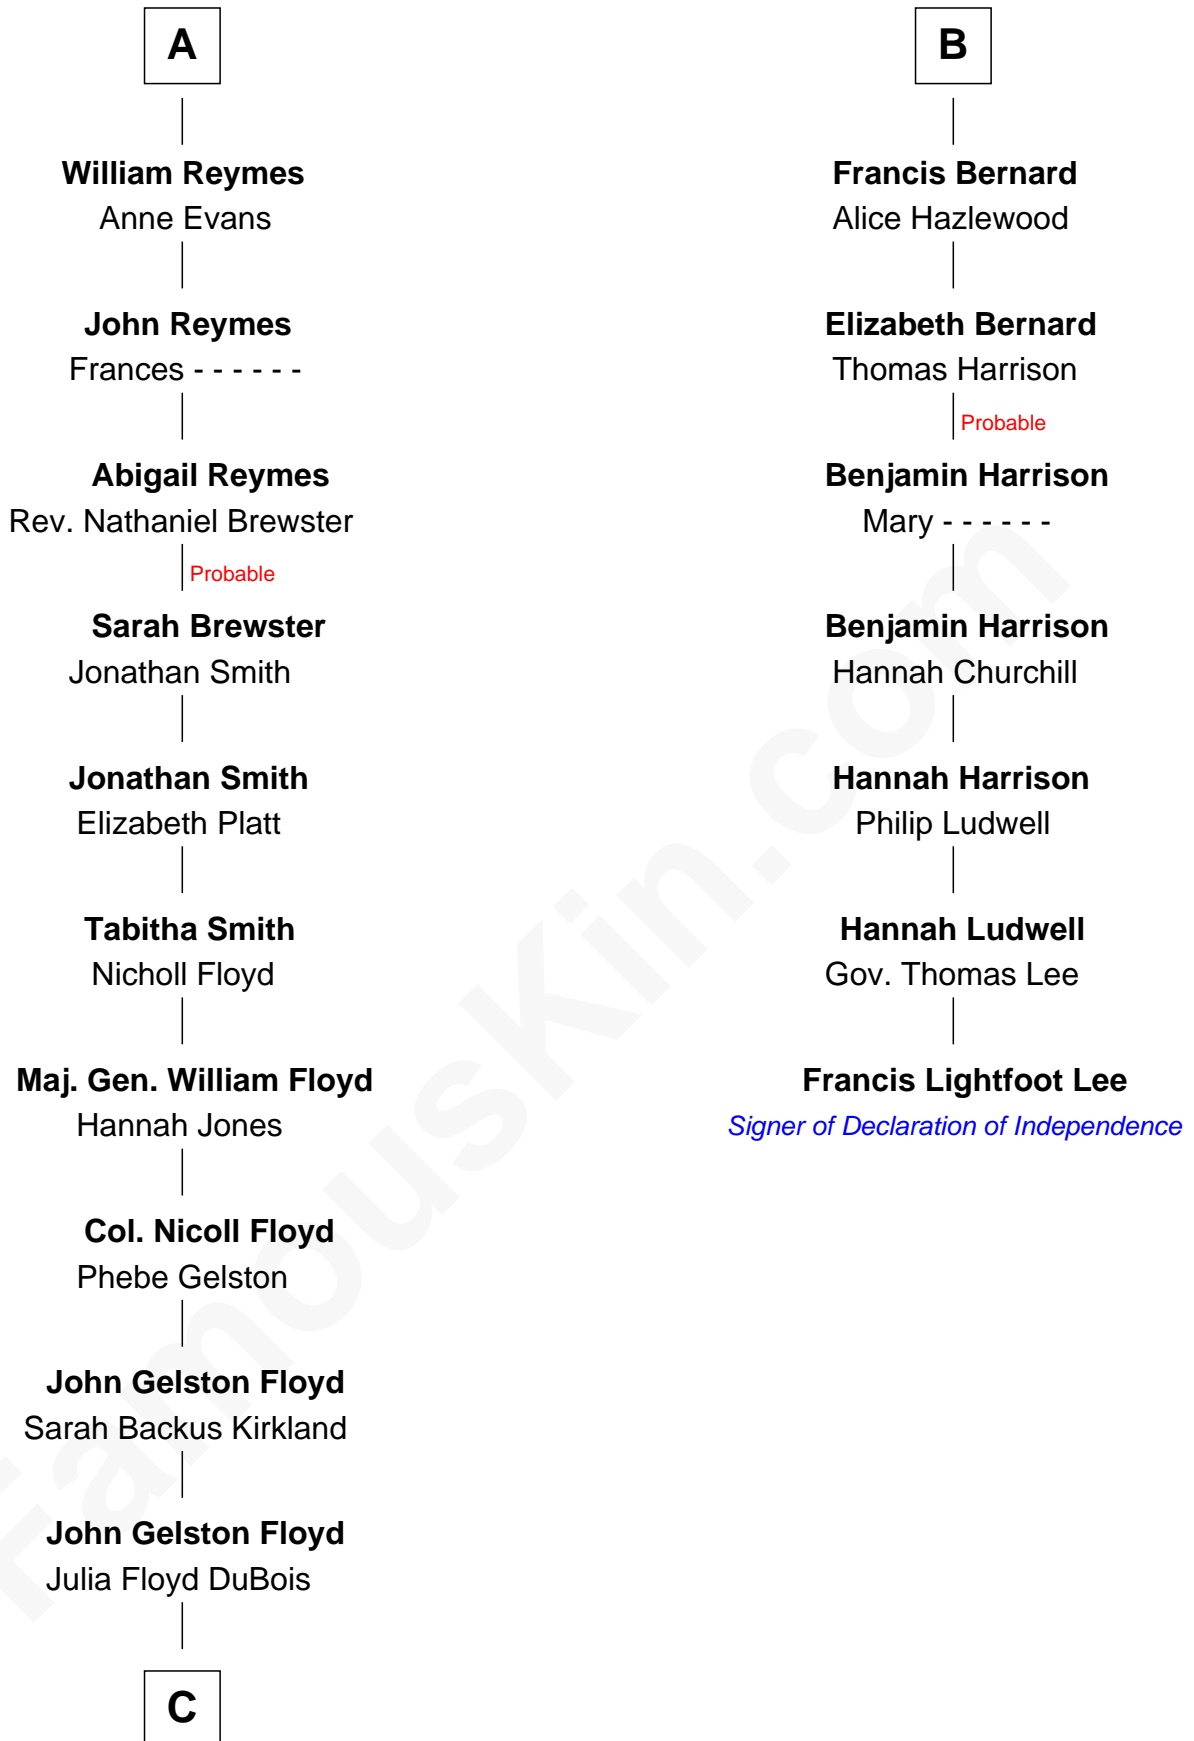 A
William Reymes
Anne Evans
John Reymes
Frances - - - - - -
Abigail Reymes
Rev. Nathaniel Brewster
Probable
Sarah Brewster
Jonathan Smith
Jonathan Smith
Elizabeth Platt
Tabitha Smith
Nicholl Floyd
Maj. Gen. William Floyd
Hannah Jones
Col. Nicoll Floyd
Phebe Gelston
John Gelston Floyd
Sarah Backus Kirkland
John Gelston Floyd
Julia Floyd DuBois
C
B
Francis Bernard
Alice Hazlewood
Elizabeth Bernard
Thomas Harrison
Probable
Benjamin Harrison
Mary - - - - - -
Benjamin Harrison
Hannah Churchill
Hannah Harrison
Philip Ludwell
Hannah Ludwell
Gov. Thomas Lee
Francis Lightfoot Lee
Signer of Declaration of Independence
FamousKin.com